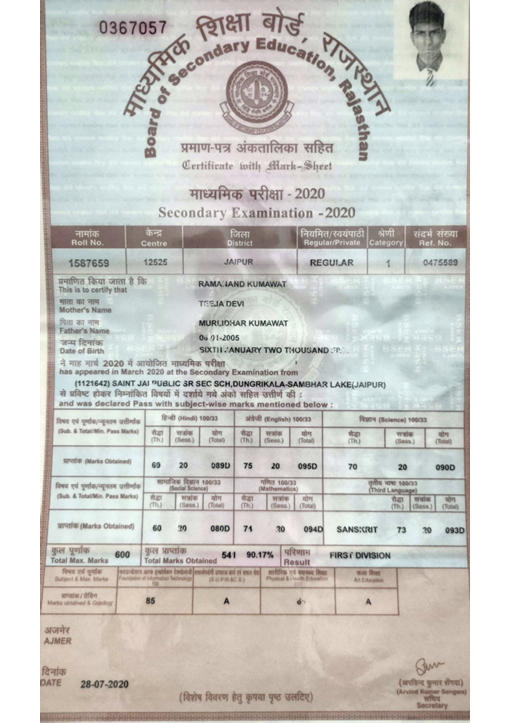 0367057
माध्यमिक शिक्षा बोर्ड, राजस्थान
Board of Secondary Education, Rajasthan
प्रमाण-पत्र अंकतालिका सहित
Certificate with Mark-Sheet
माध्यमिक परीक्षा - 2020
Secondary Examination - 2020
नामांक केन्द्र जिला नियमित/स्वयंपाठी श्रेणी संदर्भ संख्या
Roll No. Centre District Regular/Private Category Ref. No.
1587659 12525 JAIPUR REGULAR 1 0475589
प्रमाणित किया जाता है कि
This is to certify that KUMAWAT
माता का नाम
Mother's Name DEVI
पिता का नाम
Father's Name MURLIDHAR KUMAWAT
जन्म दिनांक 01-2005
Date of Birth SIXTH JANUARY TWO THOUSAND
ने माह मार्च 2020 में आयोजित माध्यमिक परीक्षा
has appeared in March 2020 at the Secondary Examination from
(1121642) SAINT JAI PUBLIC SR SEC SCH,DUNGRIKALA-SAMBHAR LAKE(JAIPUR)
से प्रविष्ट होकर निम्नांकित विषयों में दर्शाये गये अंको सहित उत्तीर्ण की :
and was declared Pass with subject-wise marks mentioned below :
विषय एवं पूर्णांक/न्यूनतम उत्तीर्णांक हिन्दी (Hindi) 100/33 अंग्रेजी (English) 100/33 विज्ञान (Science) 100/33
(Sub. & Total/Min. Pass Marks) सैद्धा सत्रांक योग सैद्धा सत्रांक योग सैद्धा सत्रांक योग
(Th.) (Sess.) (Total) (Th.) (Sess.) (Total) (Th.) (Sess.) (Total)
प्राप्तांक (Marks Obtained) 69 20 089D 75 20 095D 70 20 090D
विषय एवं पूर्णांक/न्यूनतम उत्तीर्णांक सामाजिक विज्ञान 100/33 गणित 100/33 तृतीय भाषा 100/33
(Sub. & Total/Min. Pass Marks) (Social Science) (Mathematics) (Third Language)
सैद्धा सत्रांक योग सैद्धा सत्रांक योग सैद्धा सत्रांक योग
(Th.) (Sess.) (Total) (Th.) (Sess.) (Total) (Th.) (Sess.) (Total)
प्राप्तांक (Marks Obtained) 60 20 080D 74 20 094D SANSKRIT 73 20 093D
कुल पूर्णांक 600 कुल प्राप्तांक 541 90.17% परिणाम FIRST DIVISION
Total Max. Marks Total Marks Obtained Result
विषय एवं पूर्णांक शारीरिक एवं स्वास्थ्य शिक्षा कला शिक्षा
Subject & Max. Marks Foundation of Information Technology Physical & Health Education Art Education
प्राप्तांक / ग्रेडिंग 85 A A
Marks obtained & Grading
अजमेर
AJMER
दिनांक
DATE 28-07-2020
(विशेष विवरण हेतु कृपया पृष्ठ उलटिए)
(Arvind Kumar Sengwa)
सचिव
Secretary